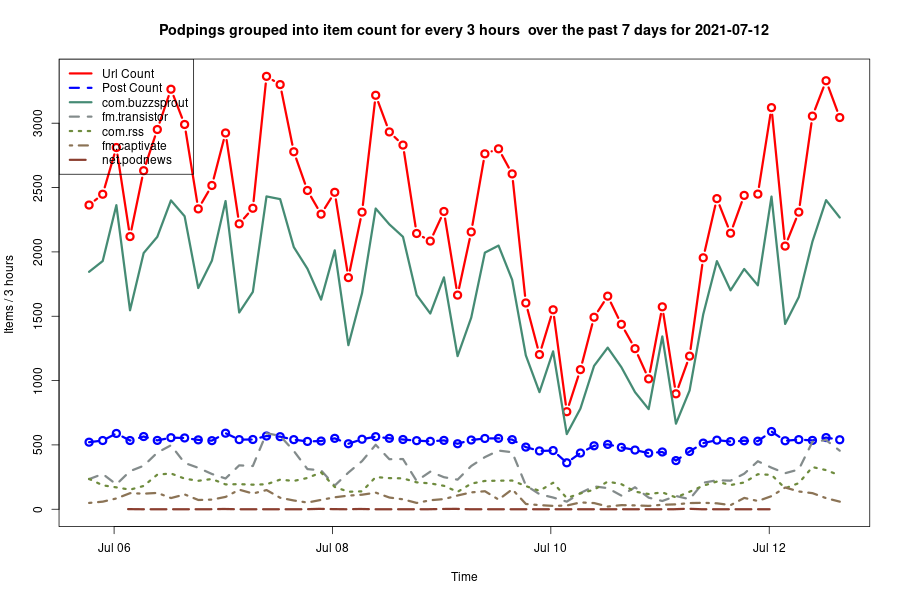 Podpings grouped into item count for every 3 hours  over the past 7 days for 2021-07-12
Url Count
Post Count
com.buzzsprout
fm.transistor
com.rss
fm.captivate
net.podnews
Items / 3 hours
3000
2500
2000
1500
1000
500
0
Jul 06
Jul 08
Jul 10
Jul 12
Time